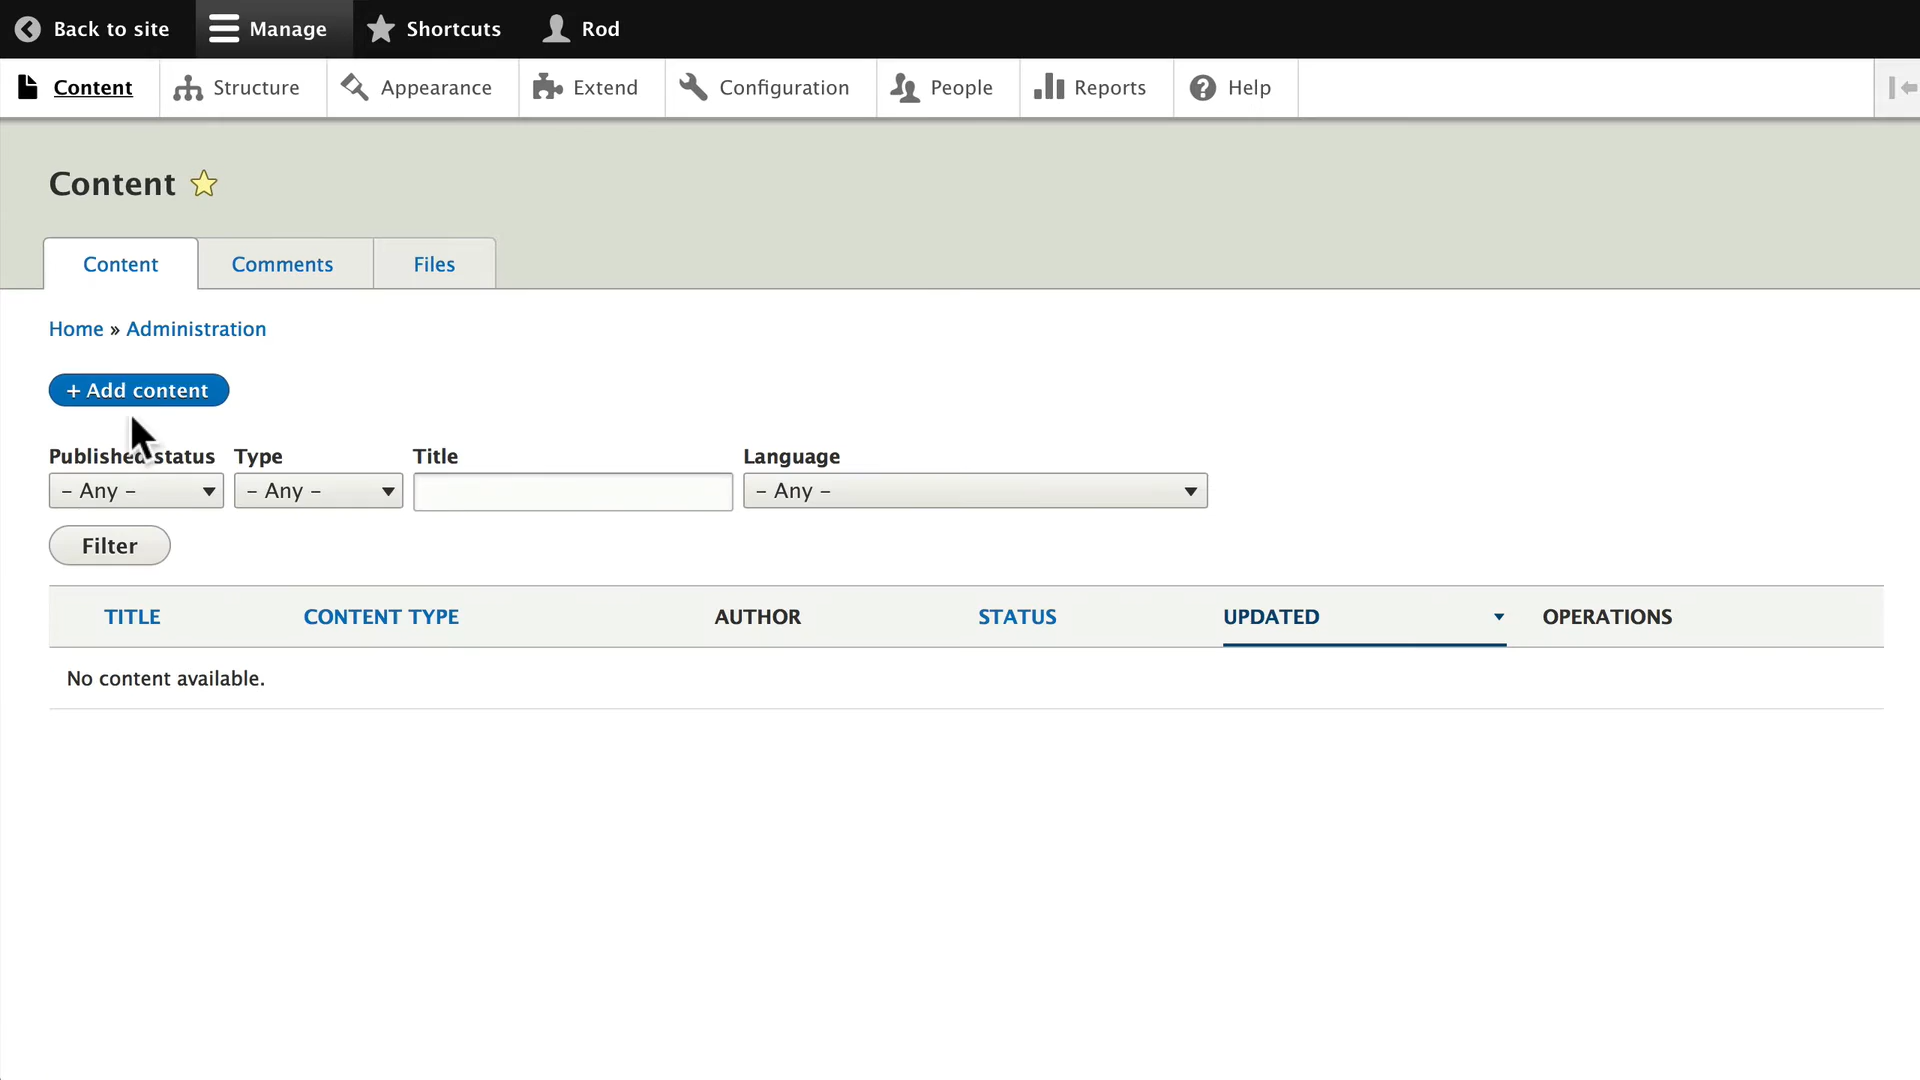 Back to site Manage Shortcuts Rod
Content Structure Appearance Extend Configuration People Reports Help
Content
Content Comments Files
Home » Administration
+ Add content
Published status Type Title Language
– Any – – Any – – Any –
Filter
TITLE CONTENT TYPE AUTHOR STATUS UPDATED OPERATIONS
No content available.